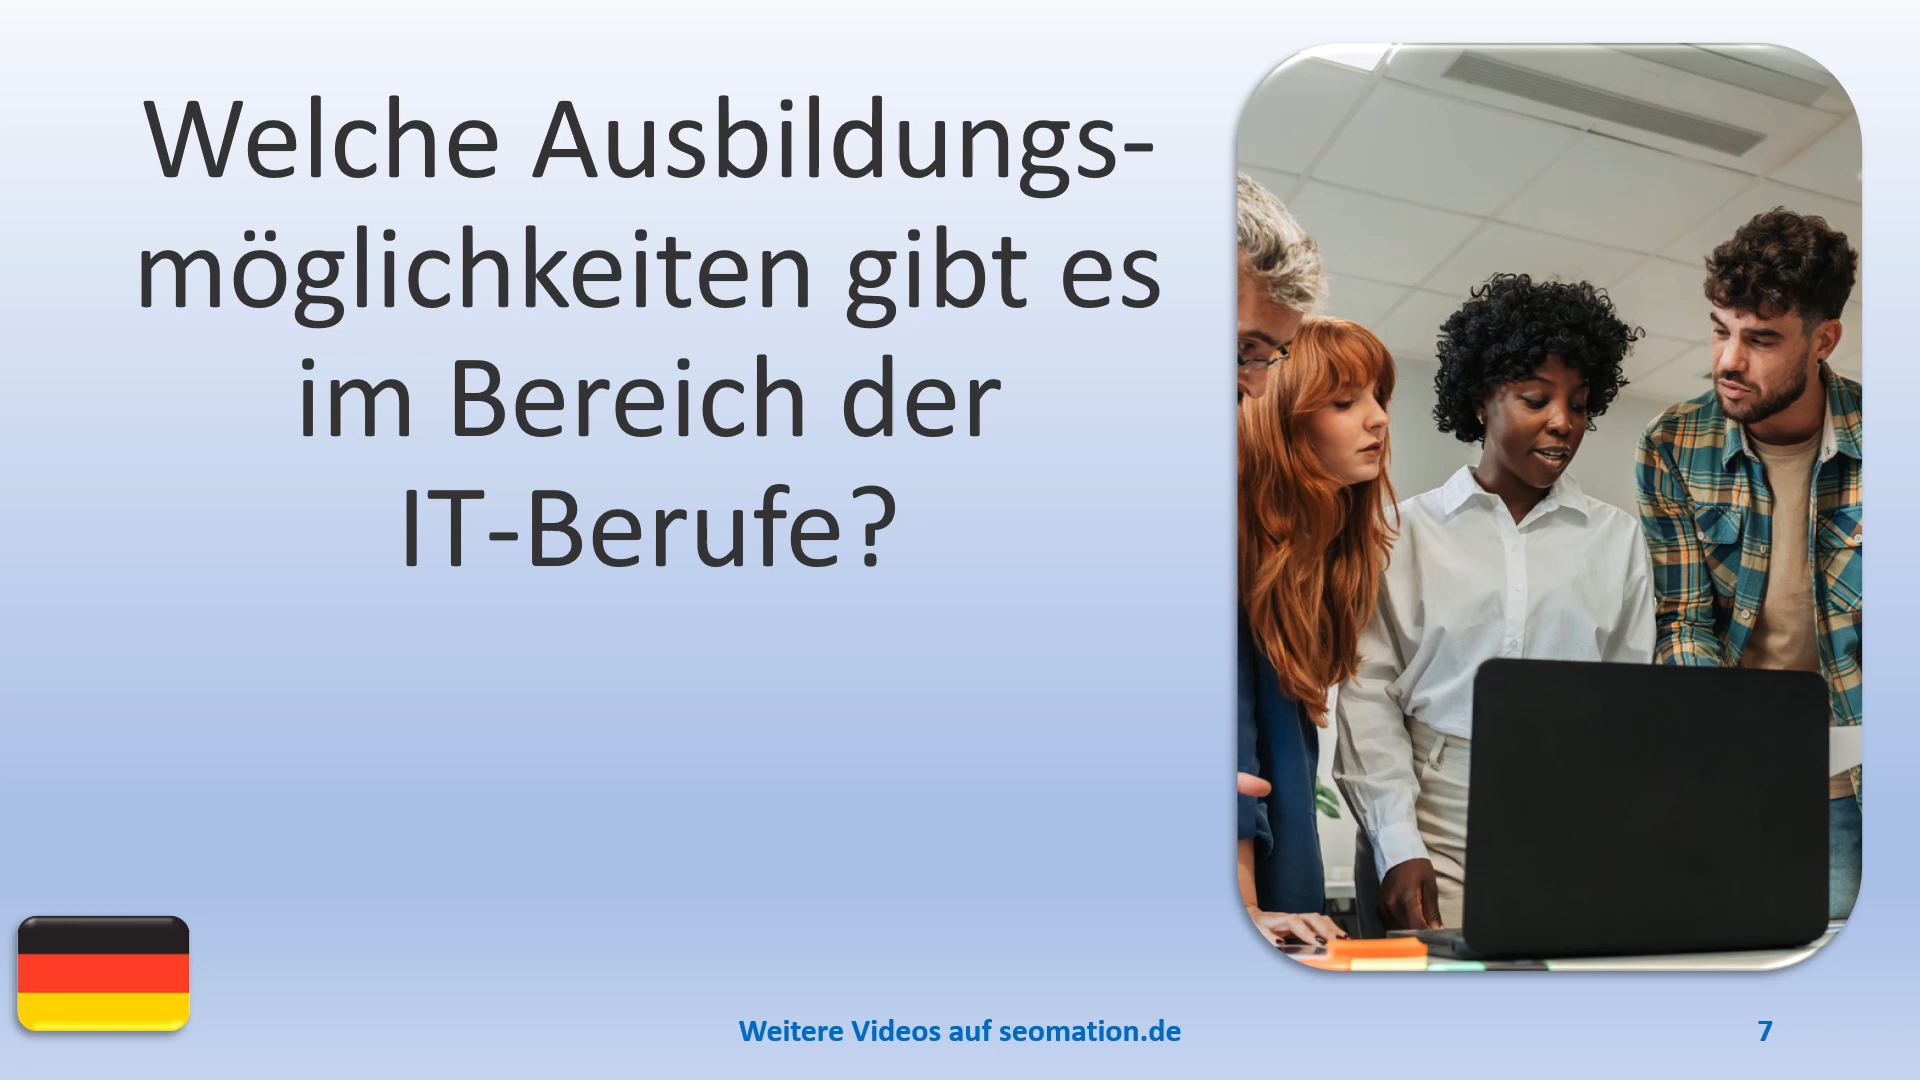 Welche Ausbildungs-
möglichkeiten gibt es
im Bereich der
IT-Berufe?
Weitere Videos auf seomation.de
7